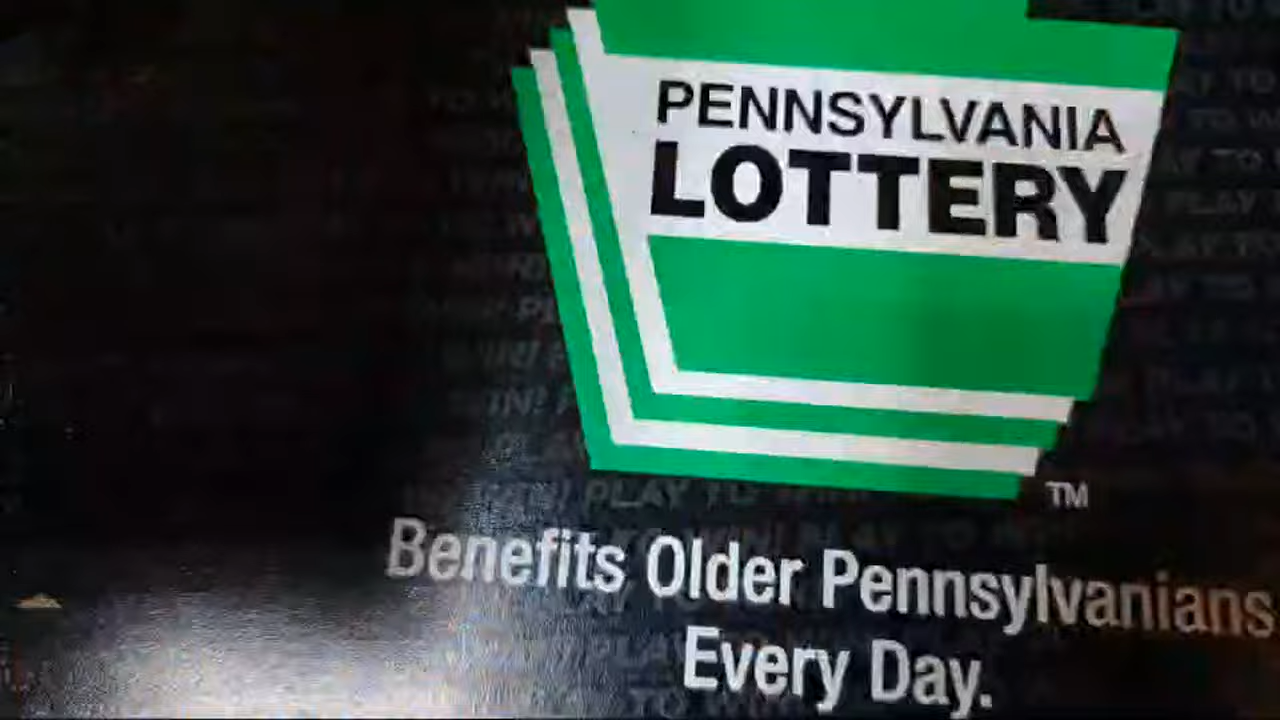 PENNSYLVANIA
LOTTERY
TM
Benefits Older Pennsylvanians
Every Day.